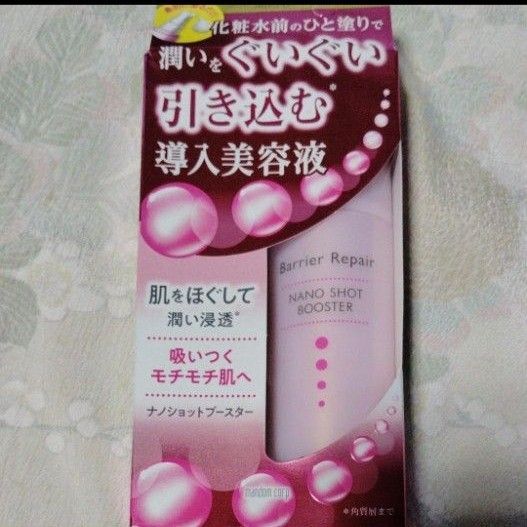 化粧水前のひと塗りで
潤いをぐいぐい
引き込む*
導入美容液
肌をほぐして
潤い浸透*
吸いつく
モチモチ肌へ
ナノショットブースター
Barrier Repair
NANO SHOT
BOOSTER
mandom corp
*角質層まで